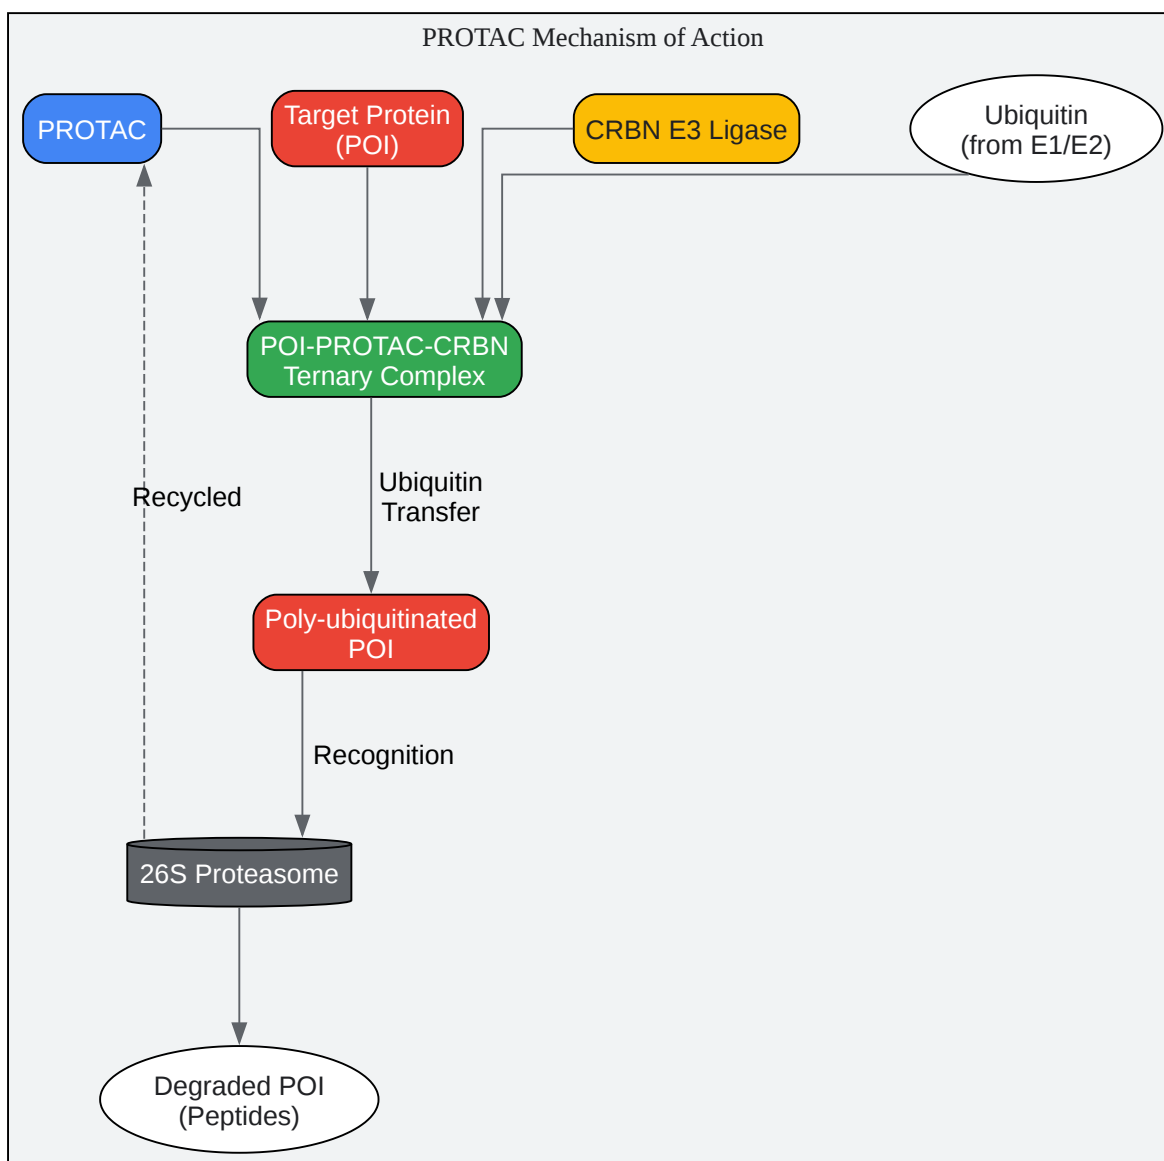 PROTAC Mechanism of Action
PROTAC
Target Protein
(POI)
CRBN E3 Ligase
Ubiquitin
(from E1/E2)
POI-PROTAC-CRBN
Ternary Complex
Recycled
Ubiquitin
Transfer
Poly-ubiquitinated
POI
Recognition
26S Proteasome
Degraded POI
(Peptides)